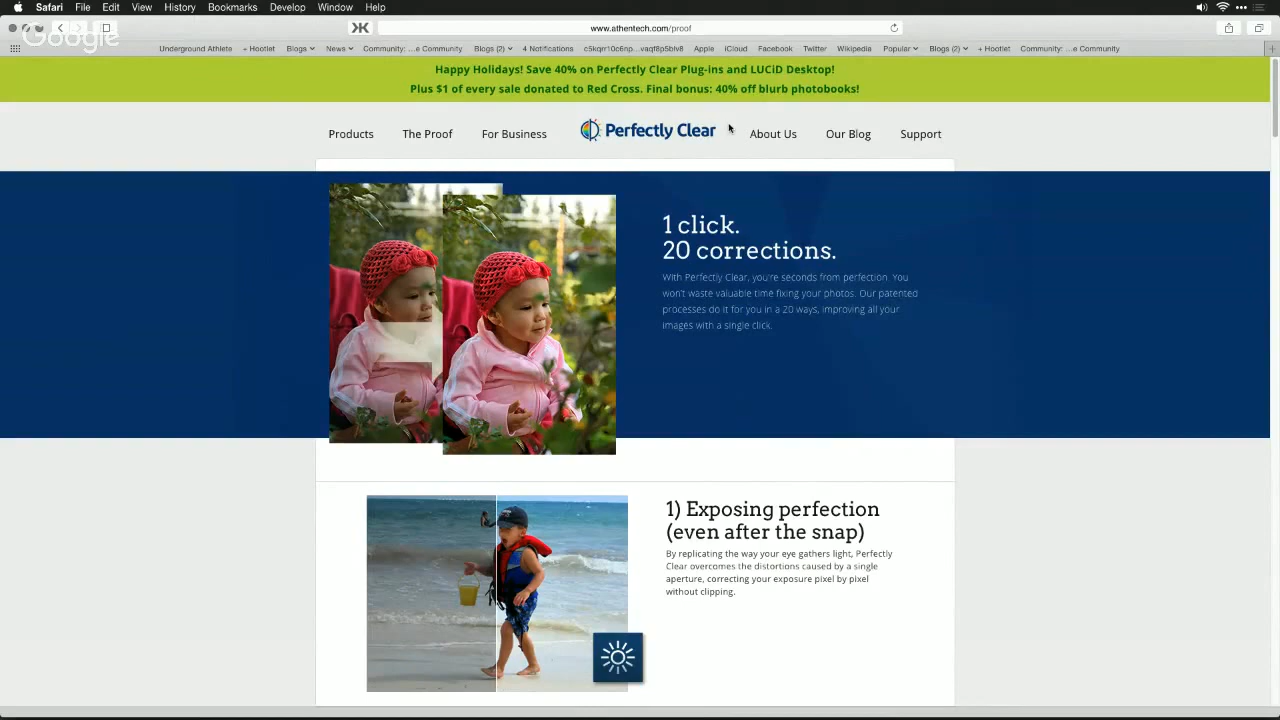 Safari File Edit View History Bookmarks Develop Window Help
Google
www.athentech.com/proof
Underground Athlete + Hootlet Blogs News Community: ...e Community Blogs (2) 4 Notifications Apple iCloud Facebook Twitter Wikipedia Popular Blogs (2) + Hootlet Community: ...e Community
Happy Holidays! Save 40% on Perfectly Clear Plug-ins and LUCiD Desktop!
Plus $1 of every sale donated to Red Cross. Final bonus: 40% off blurb photobooks!
Products The Proof For Business Perfectly Clear About Us Our Blog Support
1 click.
20 corrections.
With Perfectly Clear, you're seconds from perfection. You
won't waste valuable time fixing your photos. Our patented
processes do it for you in a 20 ways, improving all your
images with a single click.
1) Exposing perfection
(even after the snap)
By replicating the way your eye gathers light, Perfectly
Clear overcomes the distortions caused by a single
aperture, correcting your exposure pixel by pixel
without clipping.